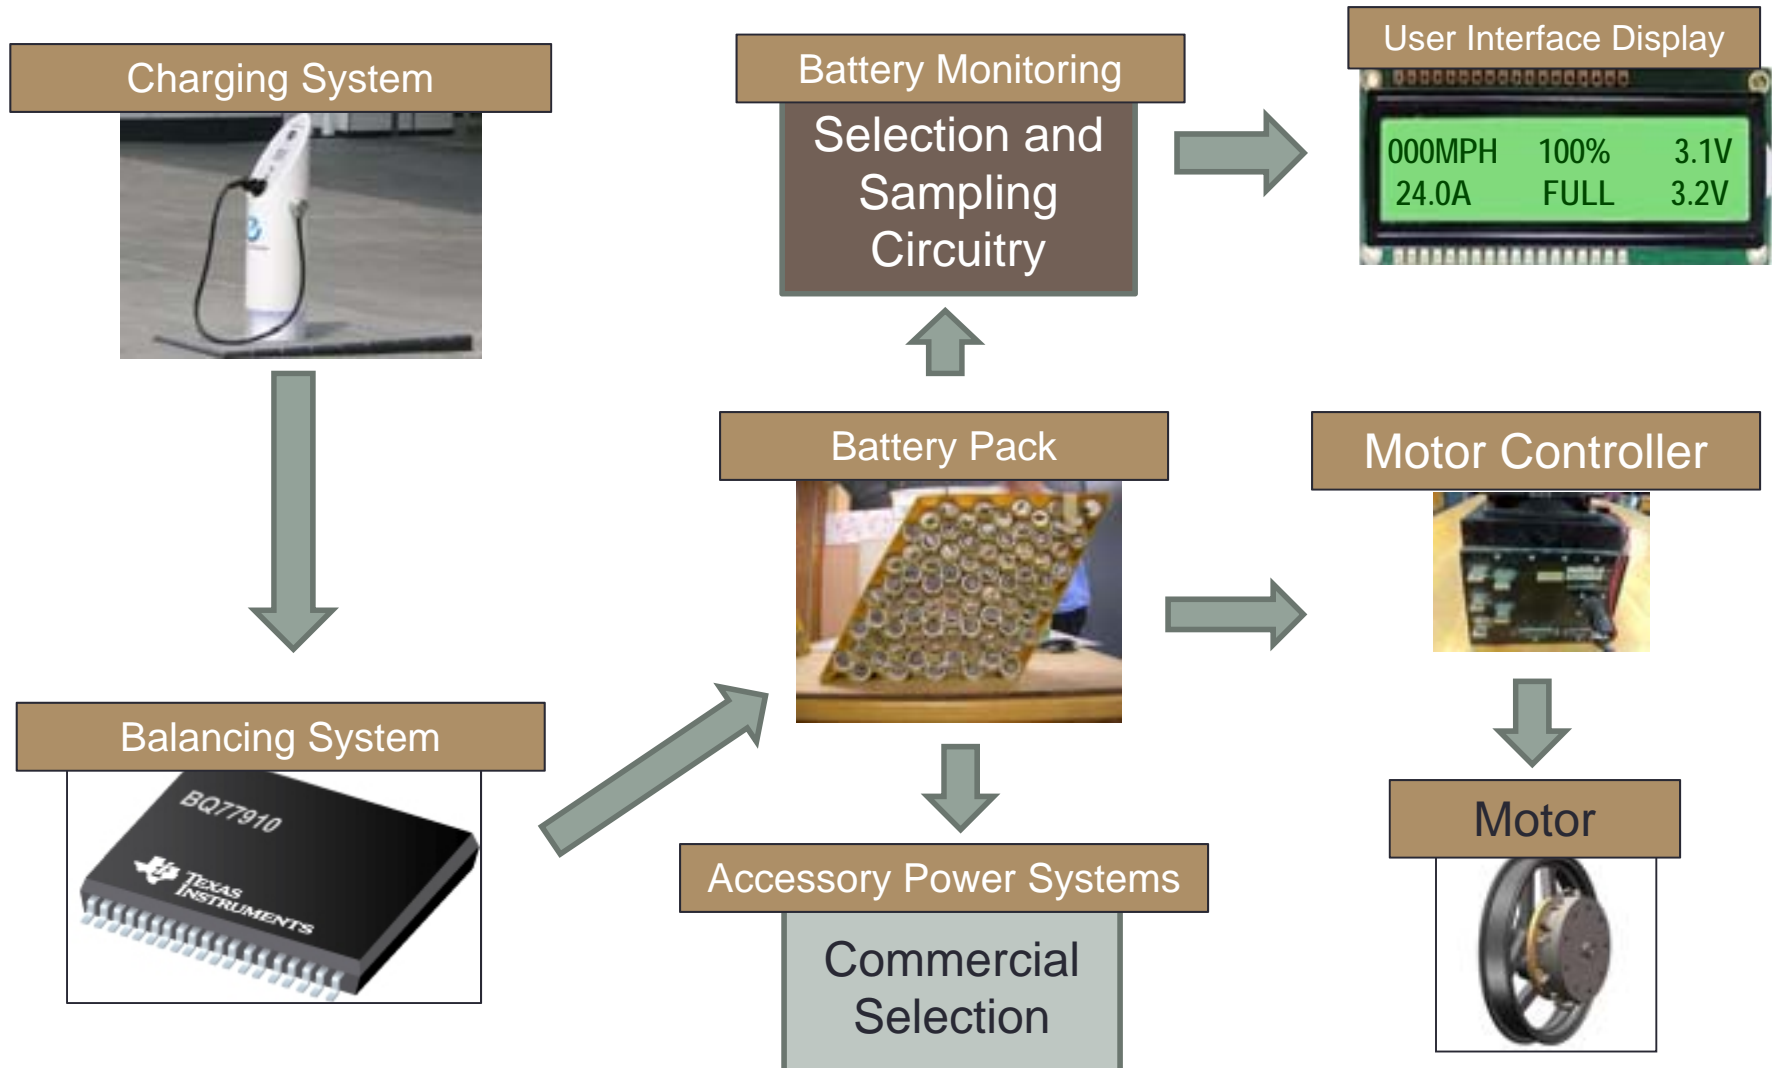 Charging System
Battery Monitoring
Selection and
Sampling
Circuitry
User Interface Display
000MPH 100% 3.1V
24.0A FULL 3.2V
Battery Pack
Motor Controller
Balancing System
BQ77910
TEXAS
INSTRUMENTS
Accessory Power Systems
Commercial
Selection
Motor